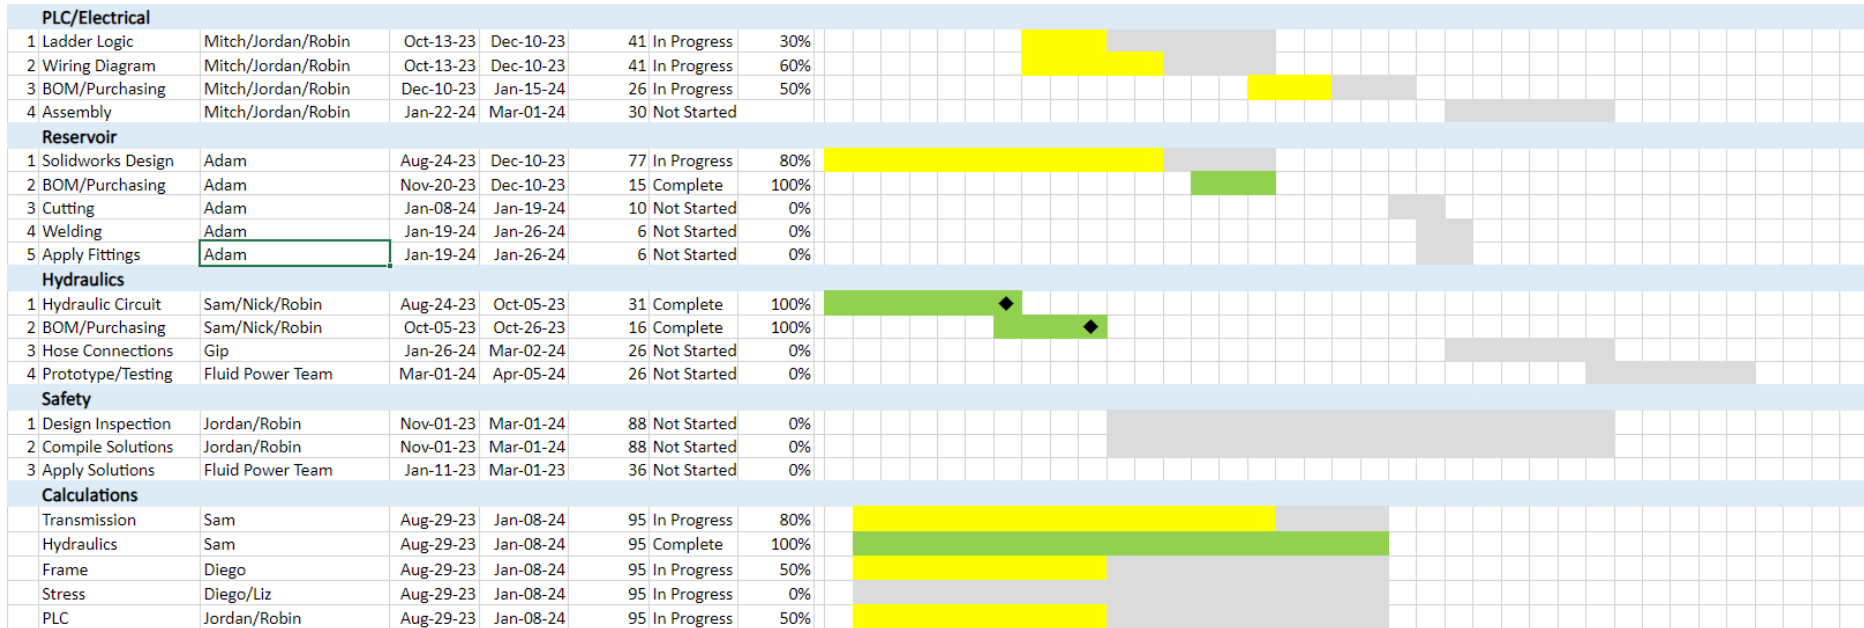 PLC/Electrical
1 Ladder Logic Mitch/Jordan/Robin Oct-13-23 Dec-10-23 41 In Progress 30%
2 Wiring Diagram Mitch/Jordan/Robin Oct-13-23 Dec-10-23 41 In Progress 60%
3 BOM/Purchasing Mitch/Jordan/Robin Dec-10-23 Jan-15-24 26 In Progress 50%
4 Assembly Mitch/Jordan/Robin Jan-22-24 Mar-01-24 30 Not Started
Reservoir
1 Solidworks Design Adam Aug-24-23 Dec-10-23 77 In Progress 80%
2 BOM/Purchasing Adam Nov-20-23 Dec-10-23 15 Complete 100%
3 Cutting Adam Jan-08-24 Jan-19-24 10 Not Started 0%
4 Welding Adam Jan-19-24 Jan-26-24 6 Not Started 0%
5 Apply Fittings Adam Jan-19-24 Jan-26-24 6 Not Started 0%
Hydraulics
1 Hydraulic Circuit Sam/Nick/Robin Aug-24-23 Oct-05-23 31 Complete 100%
2 BOM/Purchasing Sam/Nick/Robin Oct-05-23 Oct-26-23 16 Complete 100%
3 Hose Connections Gip Jan-26-24 Mar-02-24 26 Not Started 0%
4 Prototype/Testing Fluid Power Team Mar-01-24 Apr-05-24 26 Not Started 0%
Safety
1 Design Inspection Jordan/Robin Nov-01-23 Mar-01-24 88 Not Started 0%
2 Compile Solutions Jordan/Robin Nov-01-23 Mar-01-24 88 Not Started 0%
3 Apply Solutions Fluid Power Team Jan-11-23 Mar-01-23 36 Not Started 0%
Calculations
Transmission Sam Aug-29-23 Jan-08-24 95 In Progress 80%
Hydraulics Sam Aug-29-23 Jan-08-24 95 Complete 100%
Frame Diego Aug-29-23 Jan-08-24 95 In Progress 50%
Stress Diego/Liz Aug-29-23 Jan-08-24 95 In Progress 0%
PLC Jordan/Robin Aug-29-23 Jan-08-24 95 In Progress 50%